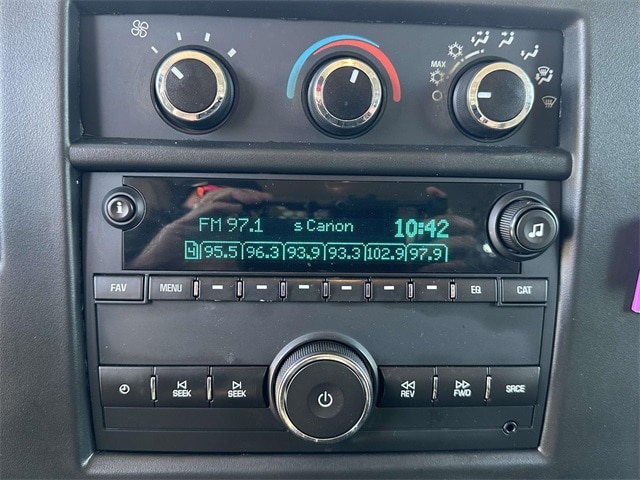 MAX
FM 97.1 s Canon 10:42
4 95.5 96.3 93.9 93.3 102.9 97.9
FAV MENU EQ CAT
SEEK SEEK REV FWD SRCE